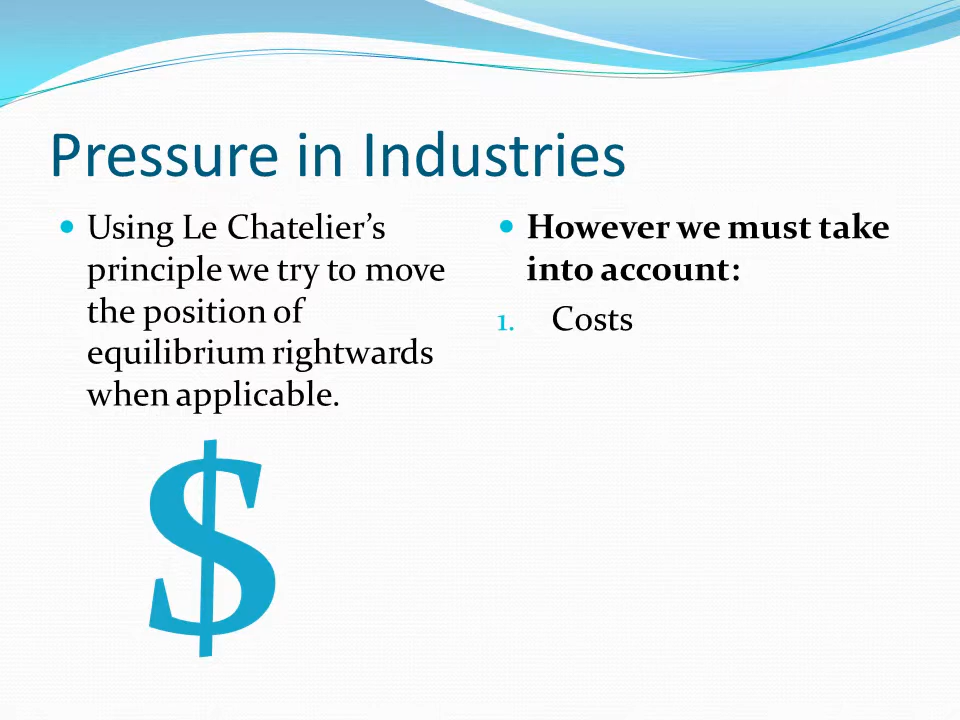 Pressure in Industries
Using Le Chatelier’s
principle we try to move
the position of
equilibrium rightwards
when applicable.
$
However we must take
into account:
1. Costs